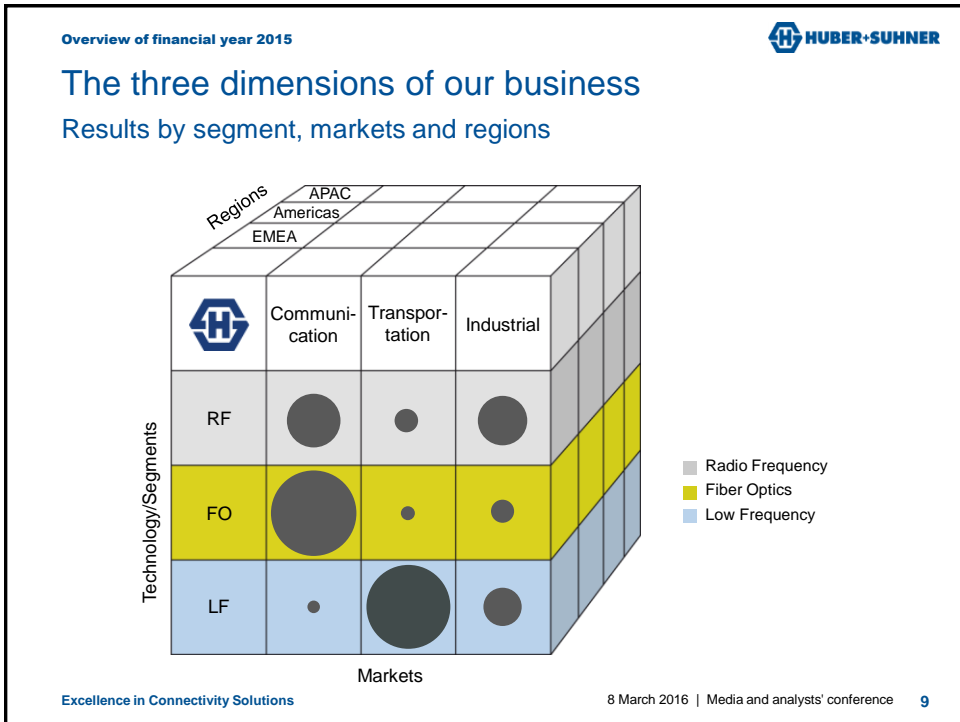 Overview of financial year 2015
HUBER+SUHNER
The three dimensions of our business
Results by segment, markets and regions
Regions
APAC
Americas
EMEA
H
Communi-
cation
Transpor-
tation
Industrial
RF
FO
LF
Technology/Segments
Markets
Radio Frequency
Fiber Optics
Low Frequency
Excellence in Connectivity Solutions
8 March 2016 | Media and analysts' conference 9